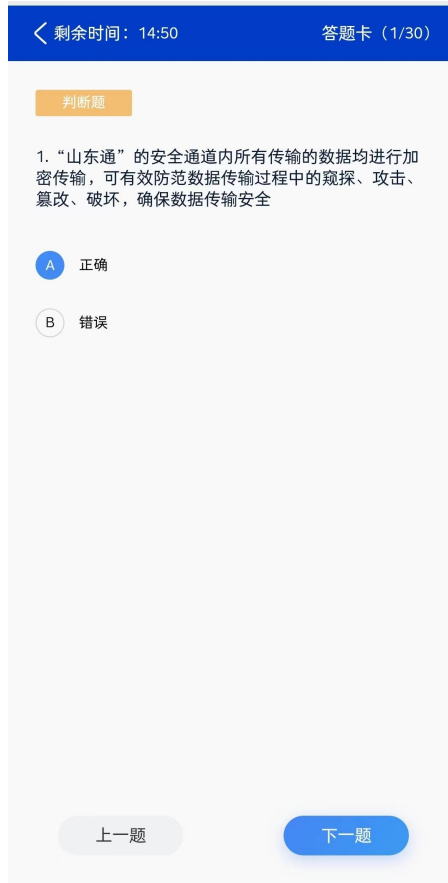 剩余时间：14:50
答题卡（1/30）
判断题
1. “山东通”的安全通道内所有传输的数据均进行加
密传输，可有效防范数据传输过程中的窥探、攻击、
篡改、破坏，确保数据传输安全
A 正确
B 错误
上一题
下一题